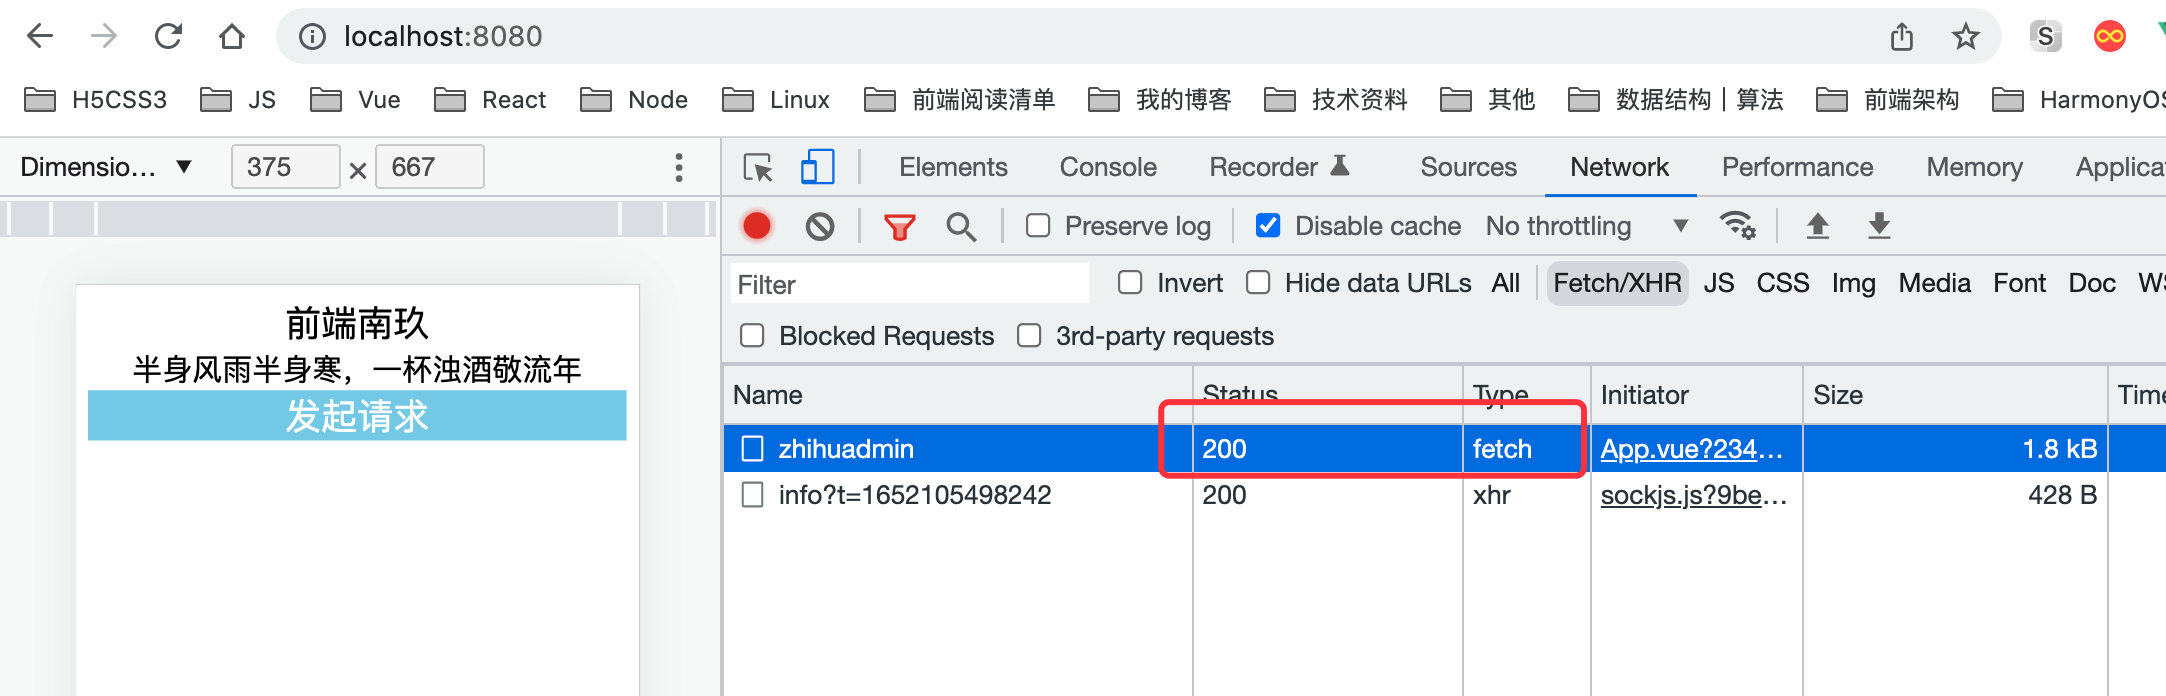 localhost:8080
S
H5CSS3 JS Vue React Node Linux 前端阅读清单 我的博客 技术资料 其他 数据结构｜算法 前端架构 HarmonyOS
Dimensio... ▼ 375 × 667
Elements Console Recorder Sources Network Performance Memory Applica
Preserve log Disable cache No throttling ▼
Filter Invert Hide data URLs All Fetch/XHR JS CSS Img Media Font Doc WS
Blocked Requests 3rd-party requests
前端南玖
半身风雨半身寒，一杯浊酒敬流年
发起请求
Name Status Type Initiator Size Time
zhihuadmin 200 fetch App.vue?234... 1.8 kB
info?t=1652105498242 200 xhr sockjs.js?9be... 428 B